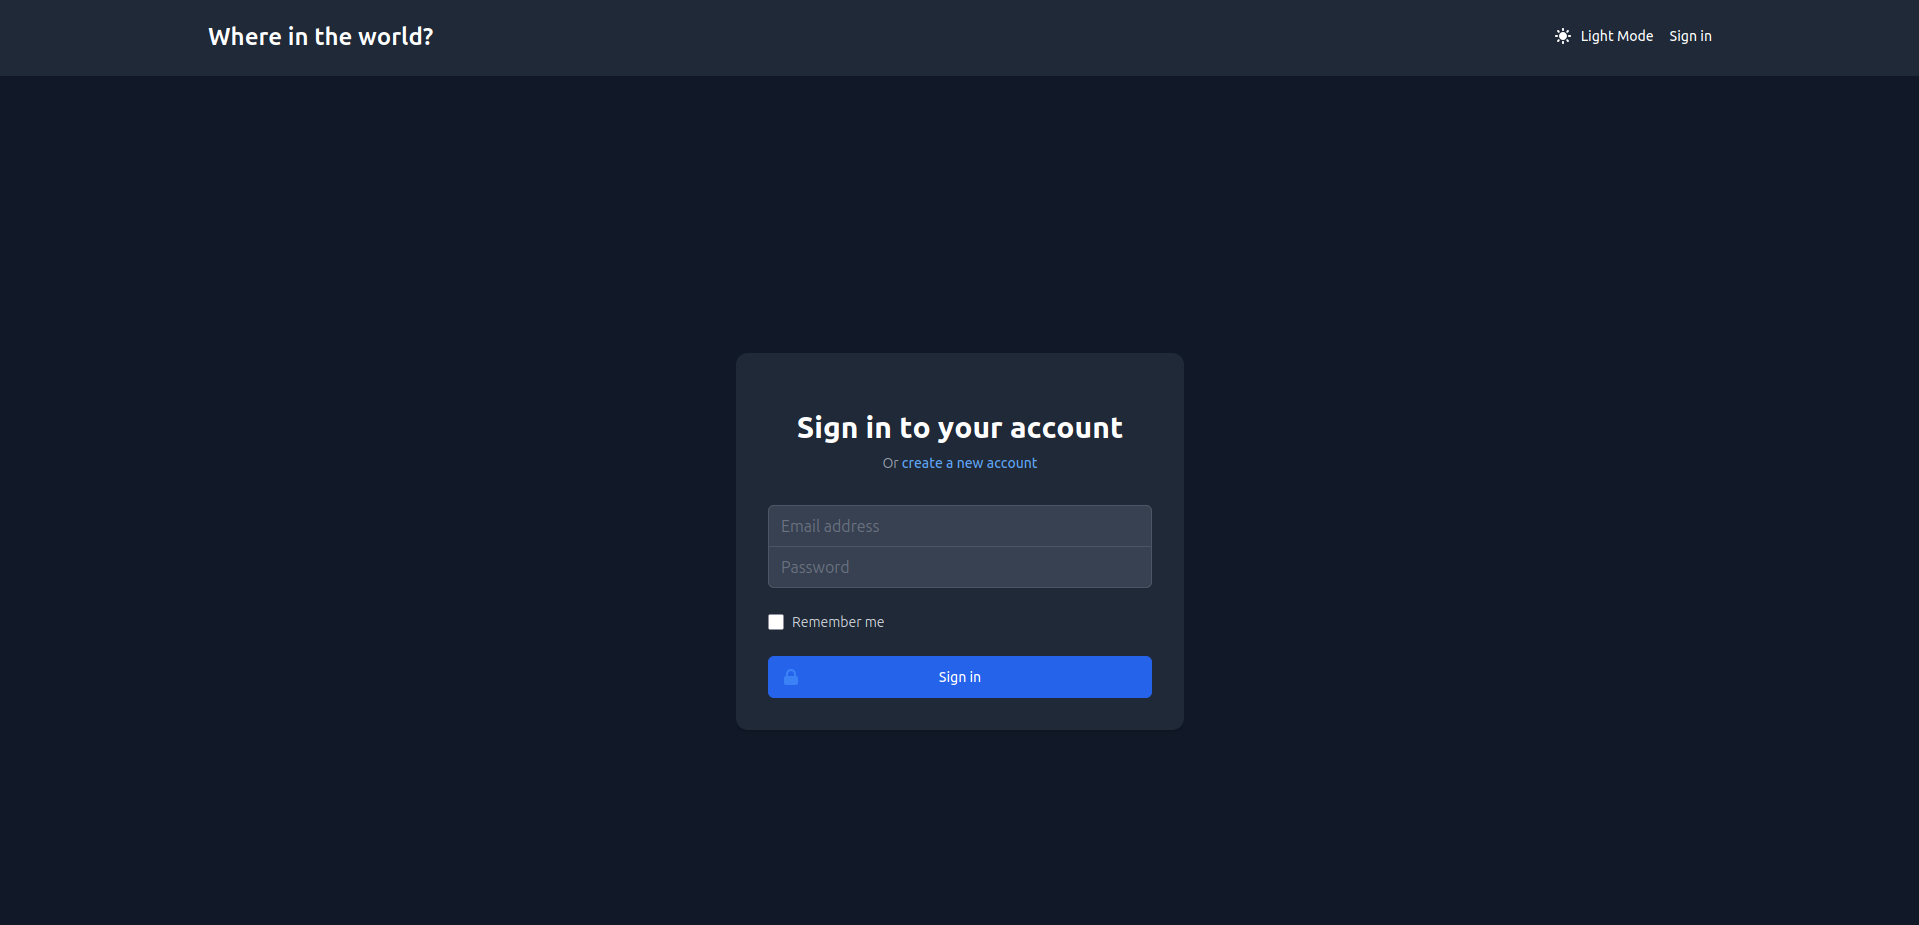 Where in the world?
Light Mode Sign in
Sign in to your account
Or create a new account
Email address
Password
Remember me
Sign in